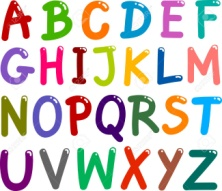 ABCDEF
GHIJKLM
NOPQRST
UVWXYZ